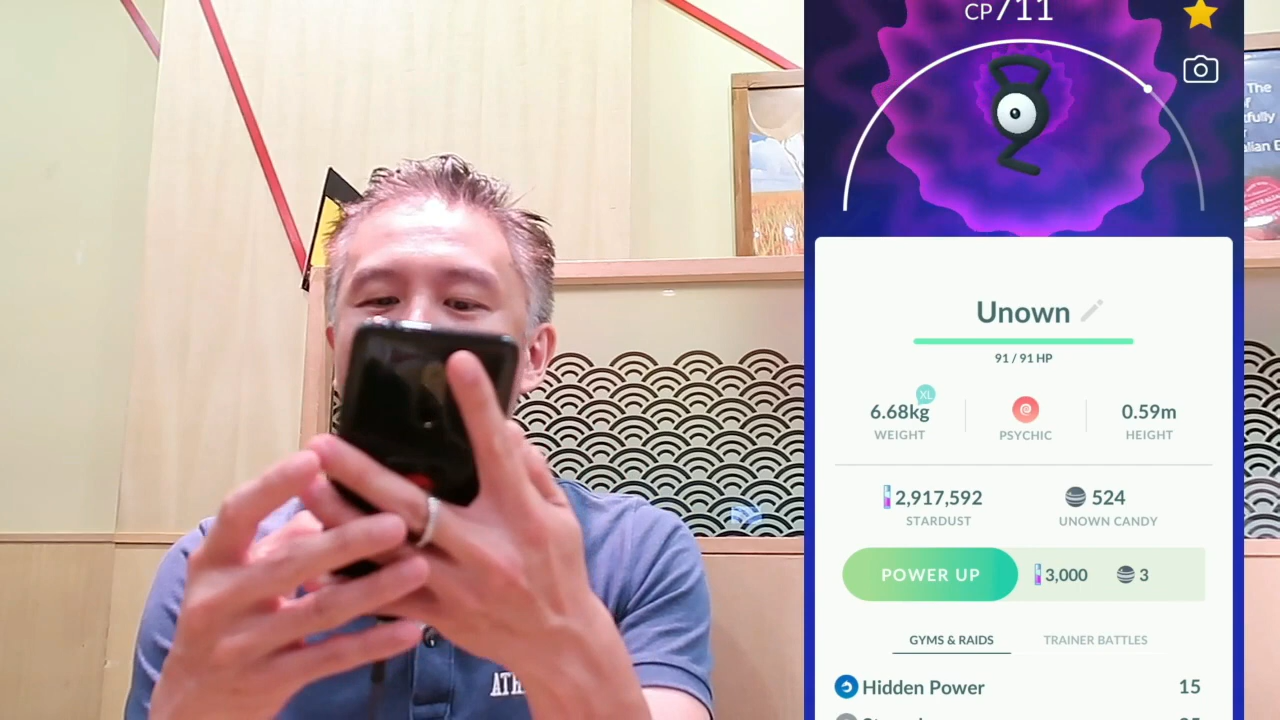 CP711
Unown
91 / 91 HP
XL
6.68kg
WEIGHT
PSYCHIC
0.59m
HEIGHT
2,917,592
STARDUST
524
UNOWN CANDY
POWER UP
3,000
3
GYMS & RAIDS
TRAINER BATTLES
Hidden Power
15
The